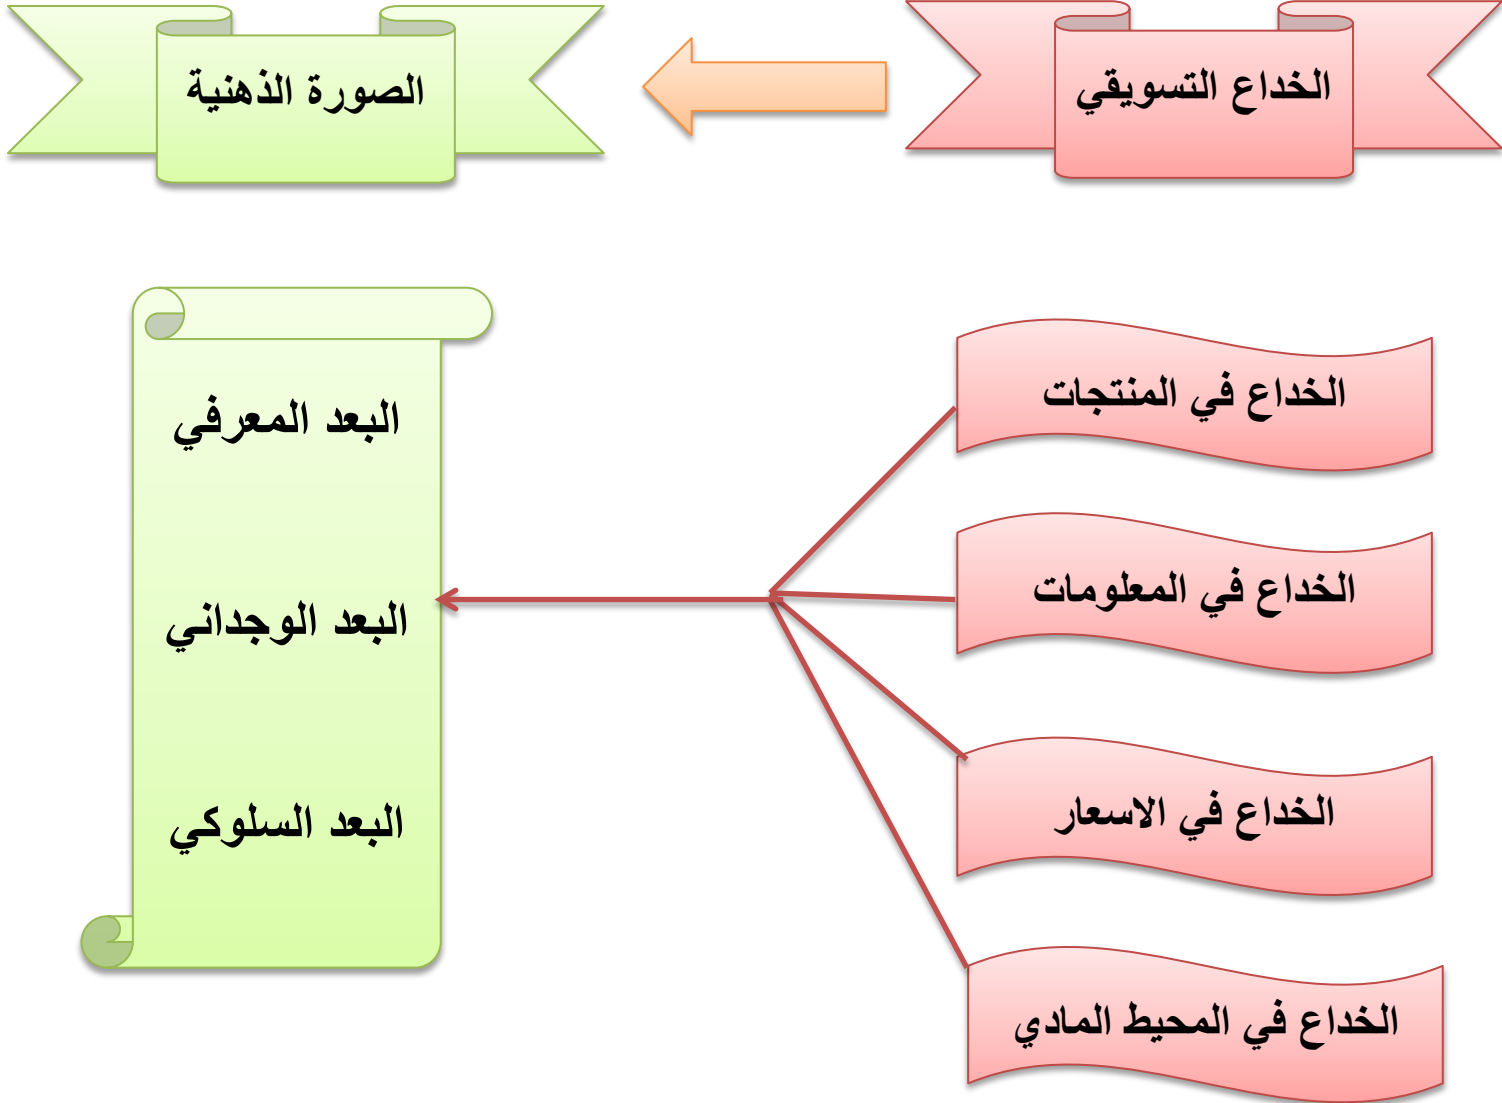 الخداع التسويقي
الصورة الذهنية
الخداع في المنتجات
الخداع في المعلومات
الخداع في الاسعار
الخداع في المحيط المادي
البعد المعرفي
البعد الوجداني
البعد السلوكي